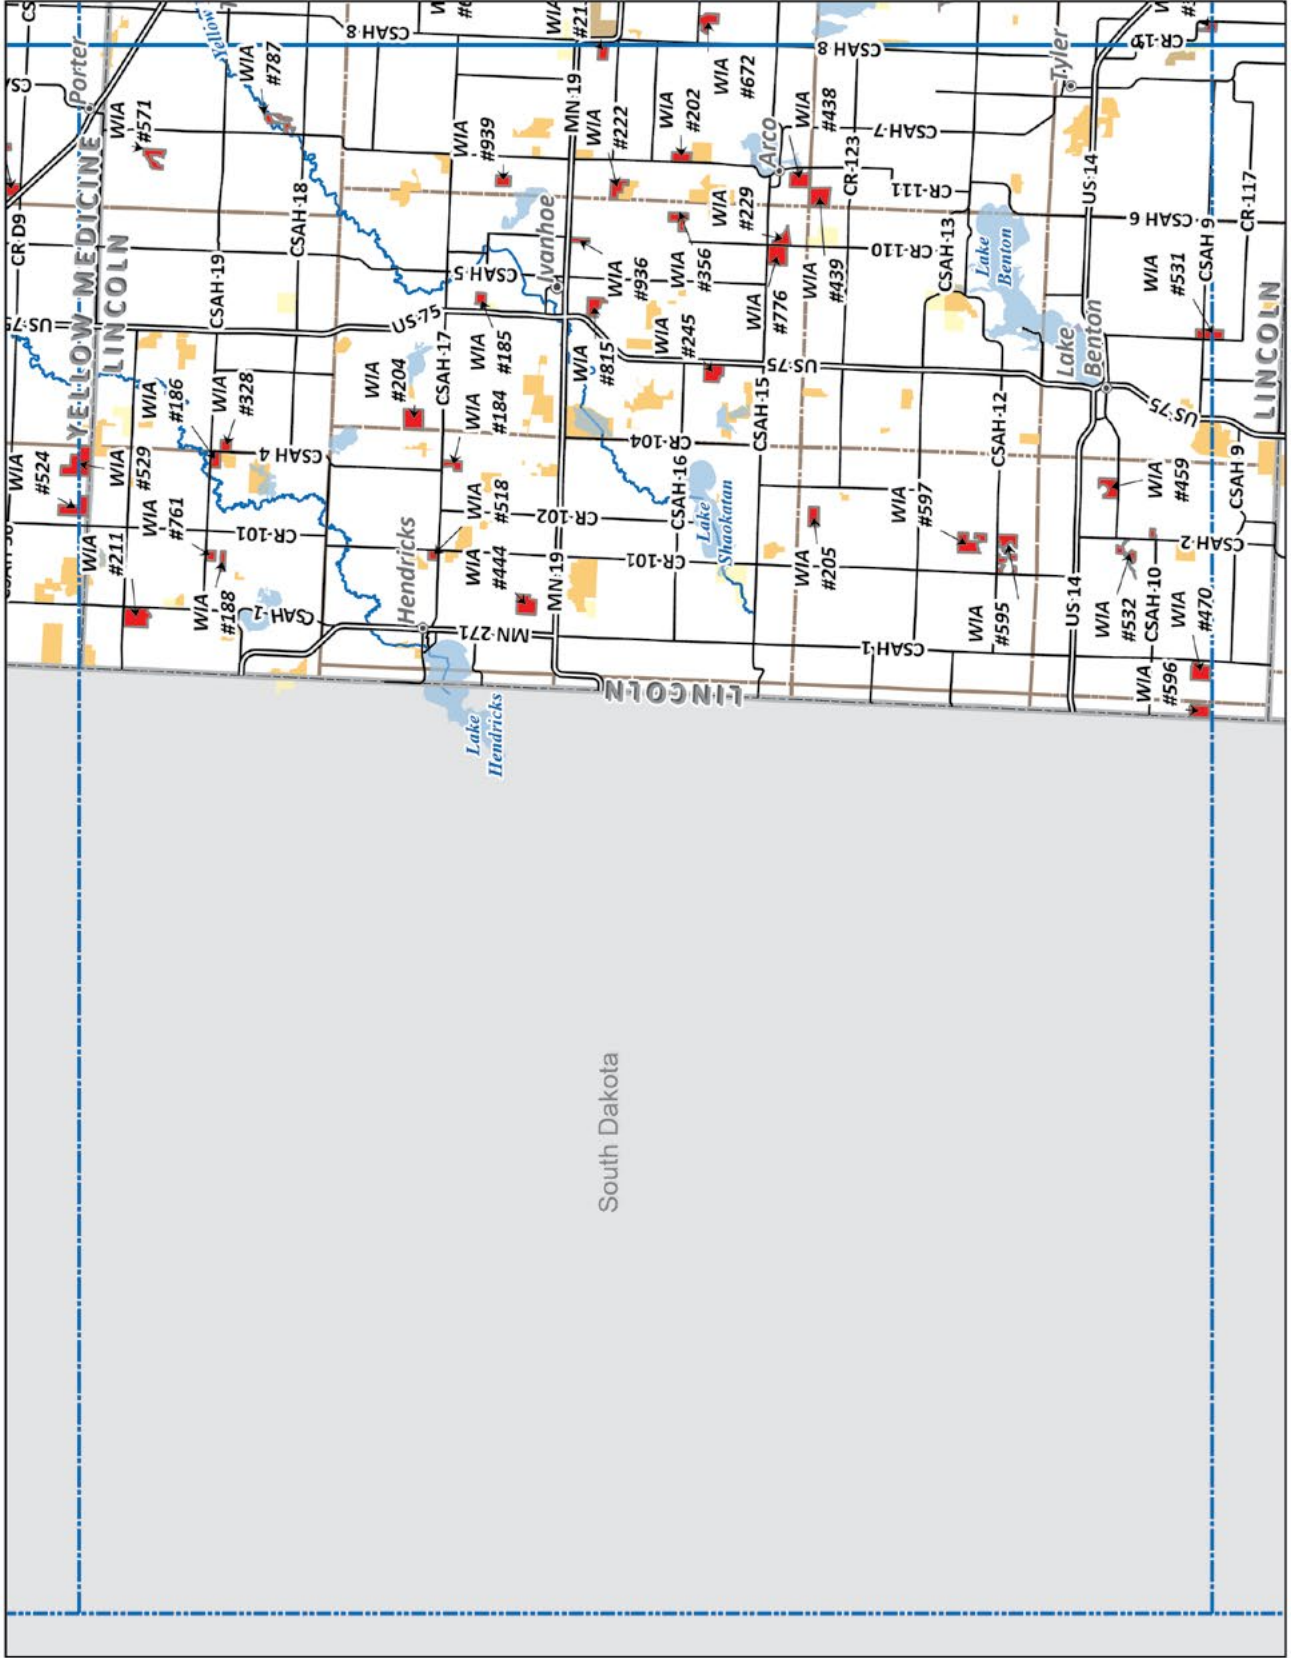 CSAH 8
WIA
#787
Porter
WIA
#571
MN 19
CSAH 8
WIA
#672
Tyler
WIA
#939
WIA
#222
WIA
#202
WIA
#438
CSAH 7
Arco
CR 123
CR 111
US 14
CR 117
CSAH 6
CSAH 9
CR D9
YELLOW MEDICINE
LINCOLN
CSAH 18
CSAH 19
CSAH 5
Ivanhoe
WIA
#936
WIA
#356
WIA
#229
WIA
#776
WIA
#439
CR 110
CSAH 13
Lake
Benton
WIA
#531
LINCOLN
US 75
US 75
CSAH 17
WIA
#185
WIA
#815
WIA
#245
US 75
Lake
Benton
US 75
WIA
#186
WIA
#328
WIA
#204
WIA
#184
CSAH 15
CR 104
CSAH 12
CSAH 4
WIA
#524
WIA
#529
WIA
#761
WIA
#518
CR 102
CSAH 16
Lake
Shaokatan
WIA
#597
WIA
#459
CSAH 9
CSAH 2
WIA
#211
CR 101
Hendricks
WIA
#444
MN 19
CR 101
WIA
#205
WIA
#188
CSAH 1
MN 271
CSAH 1
WIA
#595
US 14
WIA
#532
CSAH 10
WIA
#470
WIA
#596
LINCOLN
Lake
Hendricks
South Dakota